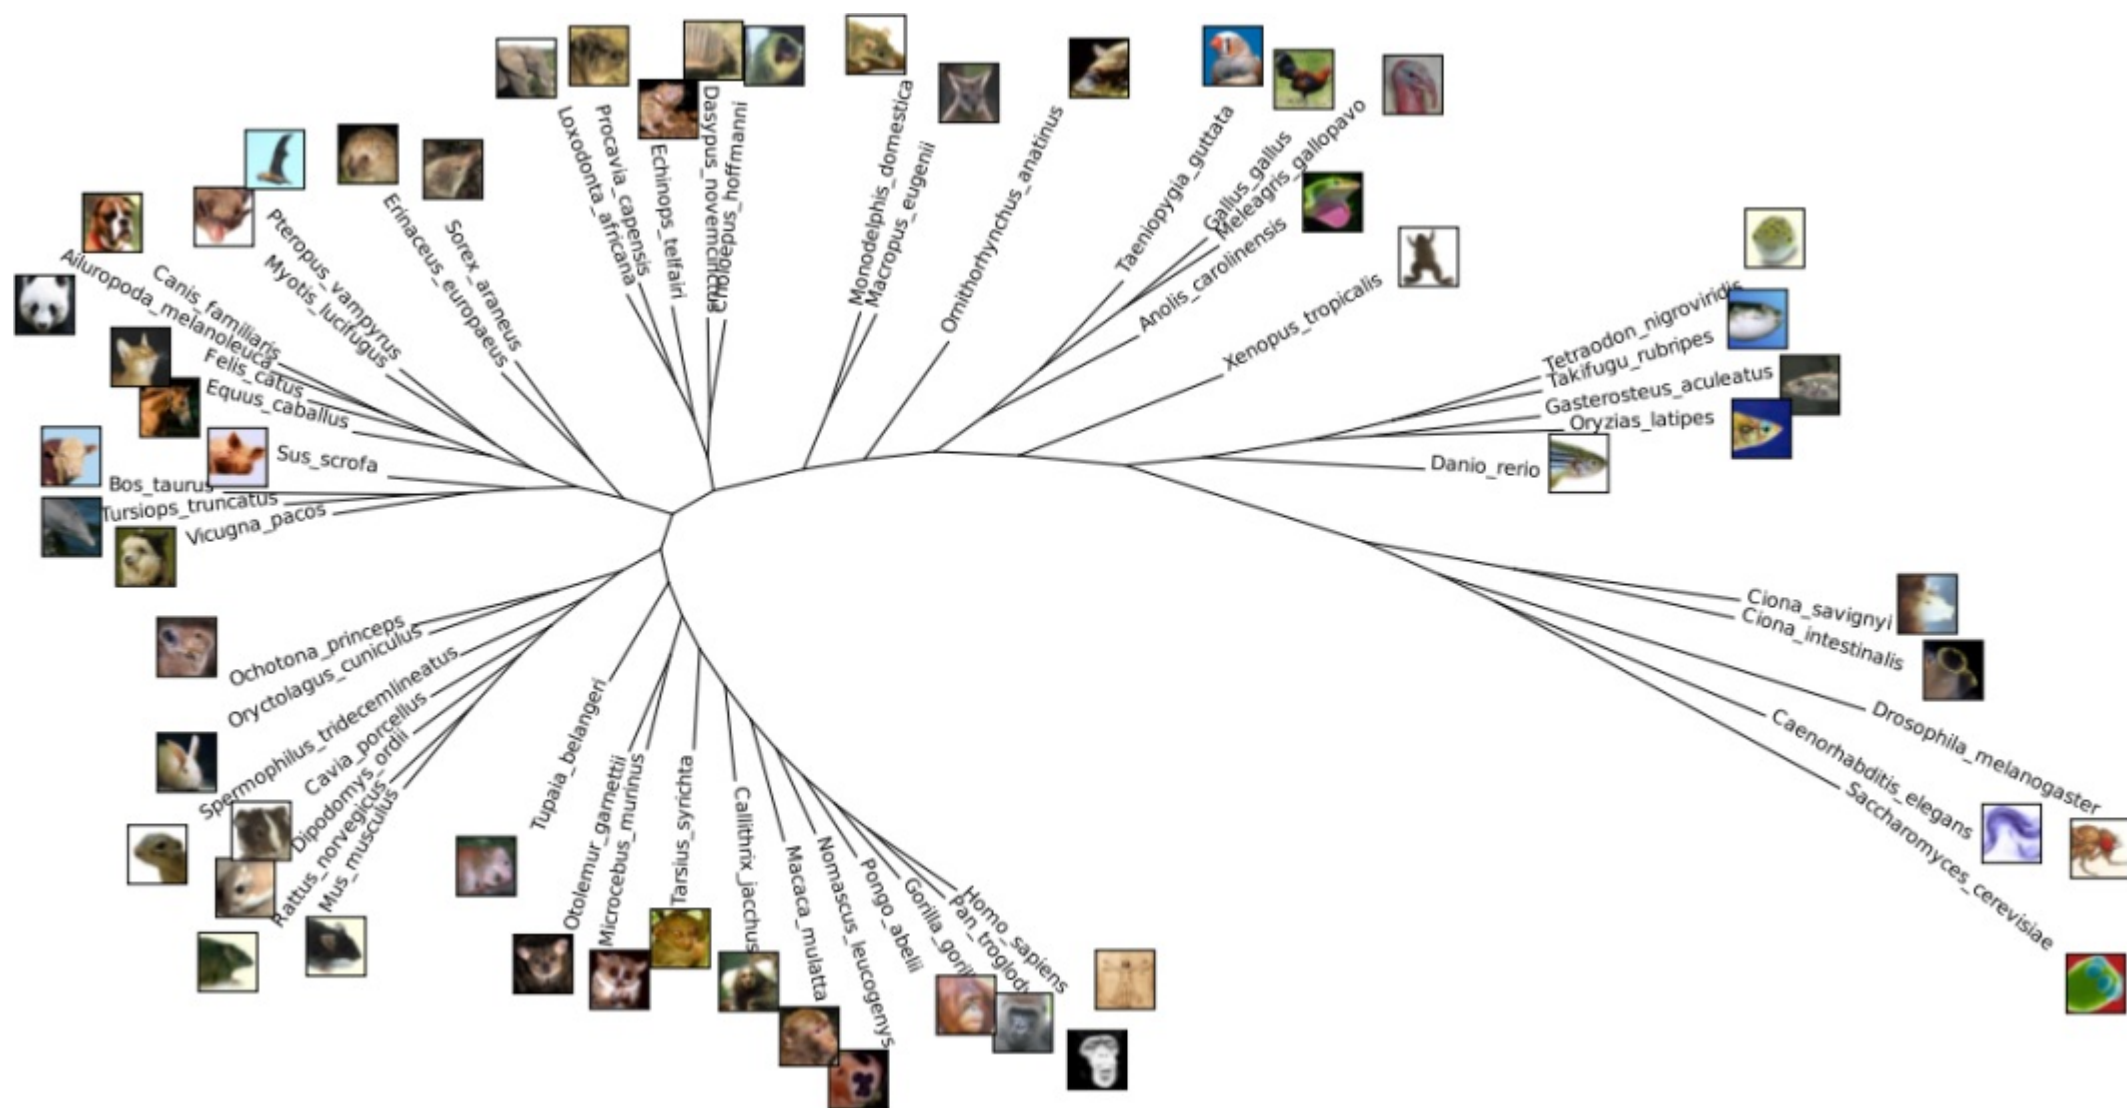 Loxodonta_africana
Procavia_capensis
Echinops_telfairi
Dasypus_novemcinctus
Choloepus_hoffmanni
Monodelphis_domestica
Macropus_eugenii
Ornithorhynchus_anatinus
Taeniopygia_guttata
Gallus_gallus
Meleagris_gallopavo
Anolis_carolinensis
Xenopus_tropicalis
Tetraodon_nigroviridis
Takifugu_rubripes
Gasterosteus_aculeatus
Oryzias_latipes
Danio_rerio
Ciona_savignyi
Ciona_intestinalis
Drosophila_melanogaster
Caenorhabditis_elegans
Saccharomyces_cerevisiae
Homo_sapiens
Pan_troglod
Gorilla_goril
Pongo_abelii
Nomascus_leucogenys
Macaca_mulatta
Callithrix_jacchus
Tarsius_syrichta
Microcebus_murinus
Otolemur_garnettii
Tupaia_belangeri
Mus_musculus
Rattus_norvegicus
Dipodomys_ordii
Cavia_porcellus
Spermophilus_tridecemlineatus
Oryctolagus_cuniculus
Ochotona_princeps
Vicugna_pacos
Tursiops_truncatus
Bos_taurus
Sus_scrofa
Equus_caballus
Felis_catus
Ailuropoda_melanoleuca
Canis_familiaris
Myotis_lucifugus
Pteropus_vampyrus
Erinaceus_europaeus
Sorex_araneus